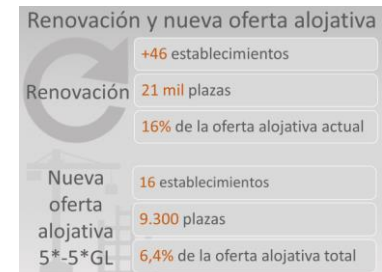 Renovación y nueva oferta alojativa
+46 establecimientos
Renovación
21 mil plazas
16% de la oferta alojativa actual
Nueva
oferta
alojativa
5*-5*GL
16 establecimientos
9.300 plazas
6,4% de la oferta alojativa total